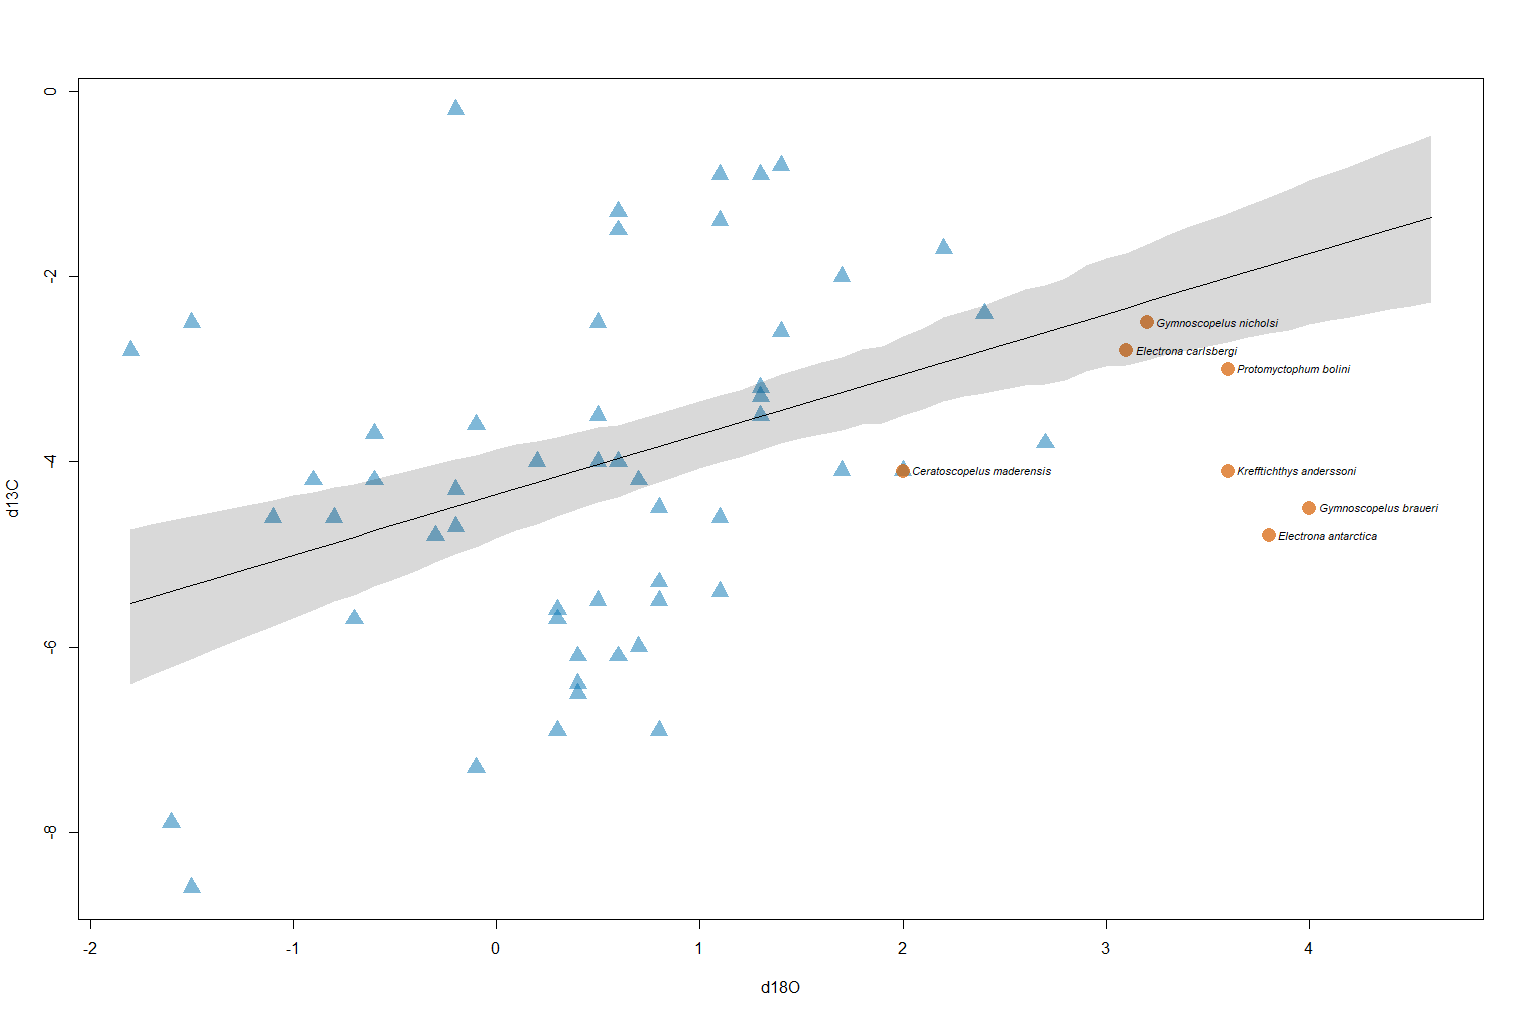 0
-2
-4
-6
-8
d13C
Gymnoscopelus nicholsi
Electrona carlsbergi
Protomyctophum bolini
Ceratoscopelus maderensis
Krefftichthys anderssoni
Gymnoscopelus braueri
Electrona antarctica
-2 -1 0 1 2 3 4
d18O